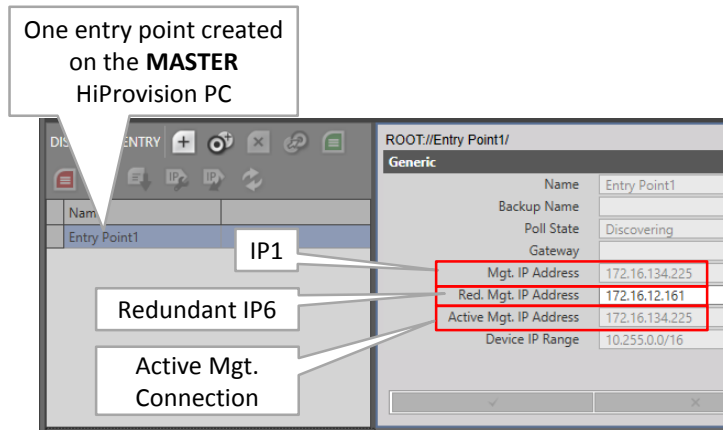 One entry point created
on the MASTER
HiProvision PC
ENTRY
ROOT://Entry Point1/
Generic
Name
Entry Point1
Name
Entry Point1
Backup Name
Poll State
Discovering
Gateway
IP1
Mgt. IP Address
172.16.134.225
Redundant IP6
Red. Mgt. IP Address
172.16.12.161
Active Mgt. IP Address
172.16.134.225
Device IP Range
10.255.0.0/16
Active Mgt.
Connection